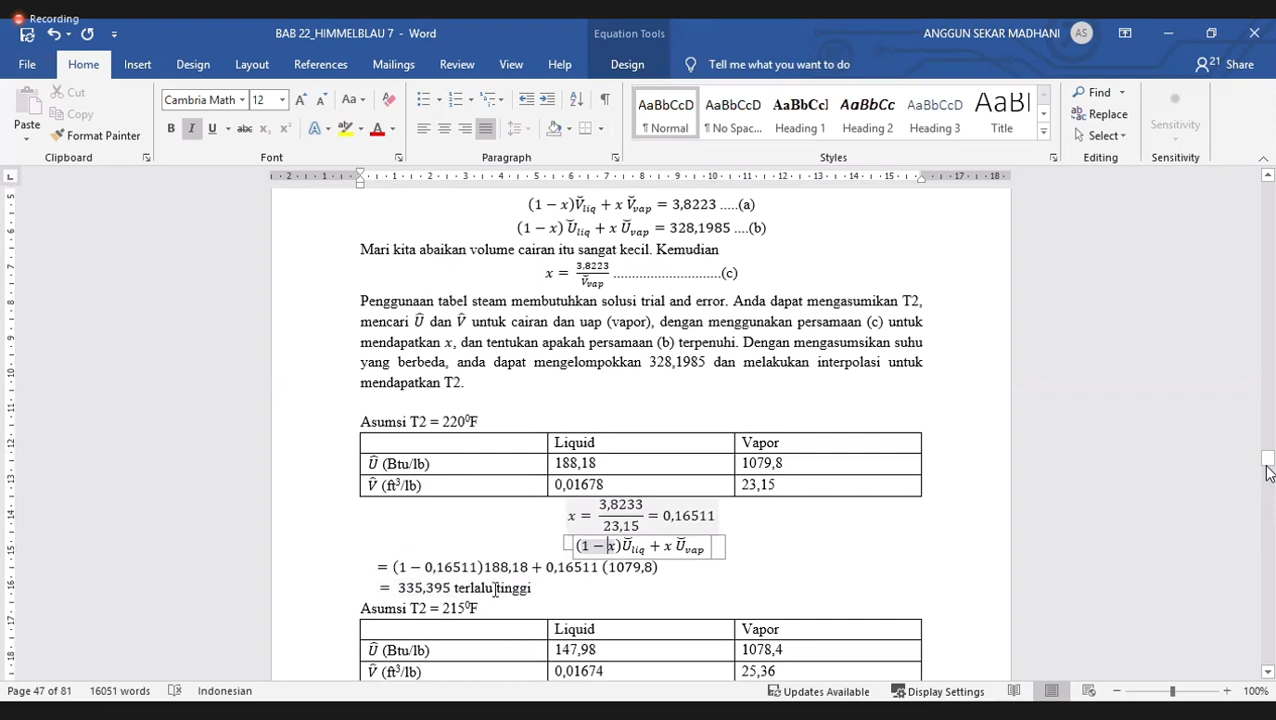 Recording
BAB 22_HIMMELBLAU 7 - Word
Equation Tools
ANGGUN SEKAR MADHANI
AS
File Home Insert Design Layout References Mailings Review View Help Design Tell me what you want to do
21 Share
Paste
Cut
Copy
Format Painter
Cambria Math 12
AaBbCcD AaBbCcD AaBbCc AaBbCcD AaBbCcD AaBl
¶ Normal ¶ No Spac... Heading 1 Heading 2 Heading 3 Title
Find
Replace
Select
Sensitivity
Clipboard Font Paragraph Styles Editing Sensitivity
(1 − x)V̌liq + x V̌vap = 3,8223 .....(a)
(1 − x) Ǔliq + x Ǔvap = 328,1985 ....(b)
Mari kita abaikan volume cairan itu sangat kecil. Kemudian
x = 3,8223/V̌vap ...........................(c)
Penggunaan tabel steam membutuhkan solusi trial and error. Anda dapat mengasumikan T2,
mencari Û dan V̂ untuk cairan dan uap (vapor), dengan menggunakan persamaan (c) untuk
mendapatkan x, dan tentukan apakah persamaan (b) terpenuhi. Dengan mengasumsikan suhu
yang berbeda, anda dapat mengelompokkan 328,1985 dan melakukan interpolasi untuk
mendapatkan T2.
Asumsi T2 = 220⁰F
Liquid Vapor
Û (Btu/lb) 188,18 1079,8
V̂ (ft³/lb) 0,01678 23,15
x = 3,8233/23,15 = 0,16511
(1 − x)Ǔliq + x Ǔvap
= (1 − 0,16511)188,18 + 0,16511 (1079,8)
= 335,395 terlalu tinggi
Asumsi T2 = 215⁰F
Liquid Vapor
Û (Btu/lb) 147,98 1078,4
V̂ (ft³/lb) 0,01674 25,36
Page 47 of 81 16051 words Indonesian Updates Available Display Settings 100%